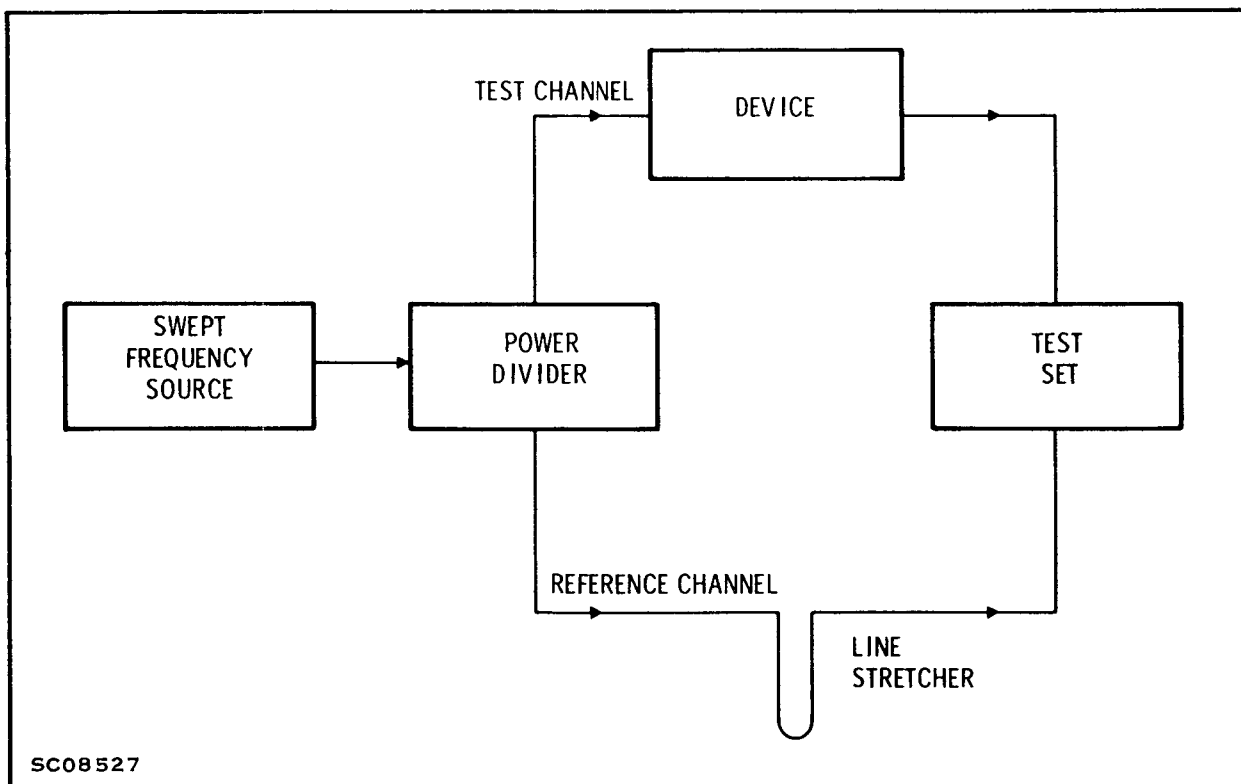 TEST CHANNEL
DEVICE
SWEPT
FREQUENCY
SOURCE
POWER
DIVIDER
TEST
SET
REFERENCE CHANNEL
LINE
STRETCHER
SC08527